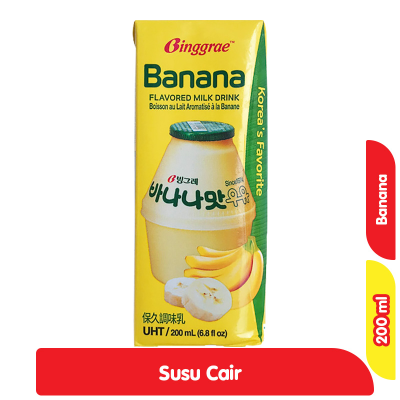 Binggrae™
Banana
FLAVORED MILK DRINK
Boisson au Lait Aromatisé à la Banane
Korea's Favorite
빙그레
Since1974
바나나맛우유
保久調味乳
UHT/200 mL (6.8 fl oz)
Banana
200 ml
Susu Cair